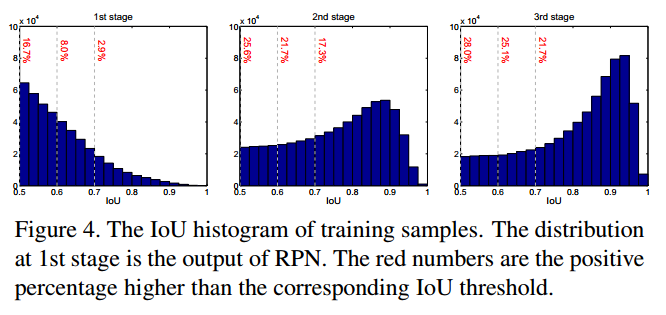 1st stage
2nd stage
3rd stage
10 x 10^4
8
6
4
2
0
16.7%
8.0%
2.9%
0.5 0.6 0.7 0.8 0.9 1
IoU
10 x 10^4
8
6
4
2
0
25.6%
21.7%
17.3%
0.5 0.6 0.7 0.8 0.9 1
IoU
10 x 10^4
8
6
4
2
0
28.0%
25.1%
21.7%
0.5 0.6 0.7 0.8 0.9 1
IoU
Figure 4. The IoU histogram of training samples. The distribution
at 1st stage is the output of RPN. The red numbers are the positive
percentage higher than the corresponding IoU threshold.